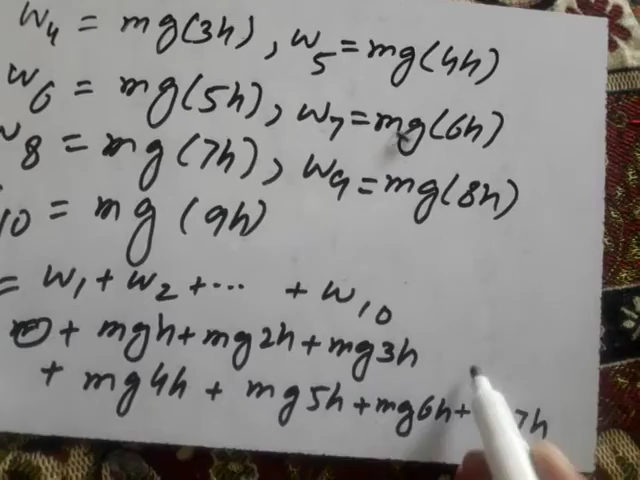 W4 = mg(3h), W5 = mg(4h)
W6 = mg(5h), W7 = mg(6h)
8 = mg(7h), W9 = mg(8h)
10 = mg(9h)
= W1 + W2 + ... + W10
+ mgh + mg2h + mg3h
+ mg4h + mg5h + mg6h + 7h